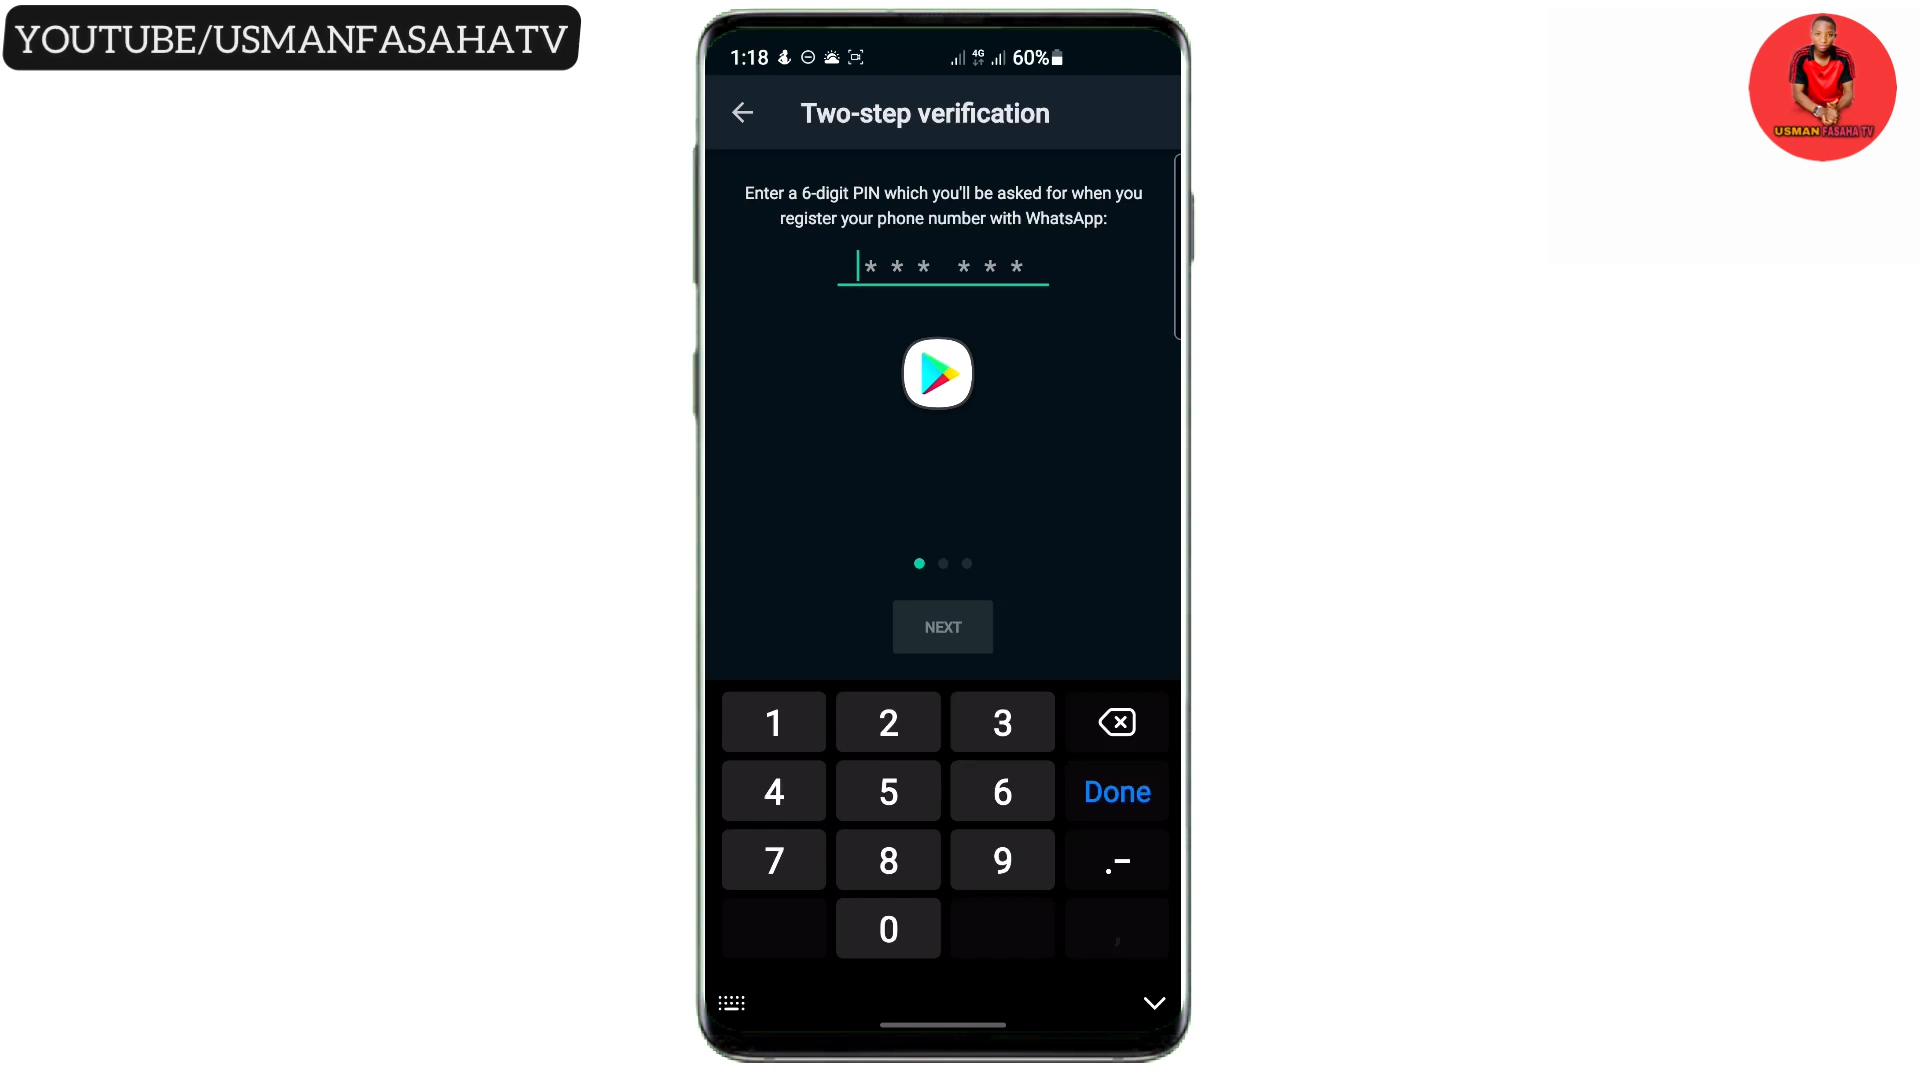 YOUTUBE/USMANFASAHATV
USMAN FASAHA TV
1:18 4G 60%
Two-step verification
Enter a 6-digit PIN which you'll be asked for when you
register your phone number with WhatsApp:
* * * * * *
NEXT
1 2 3
4 5 6 Done
7 8 9 .-
0 ,